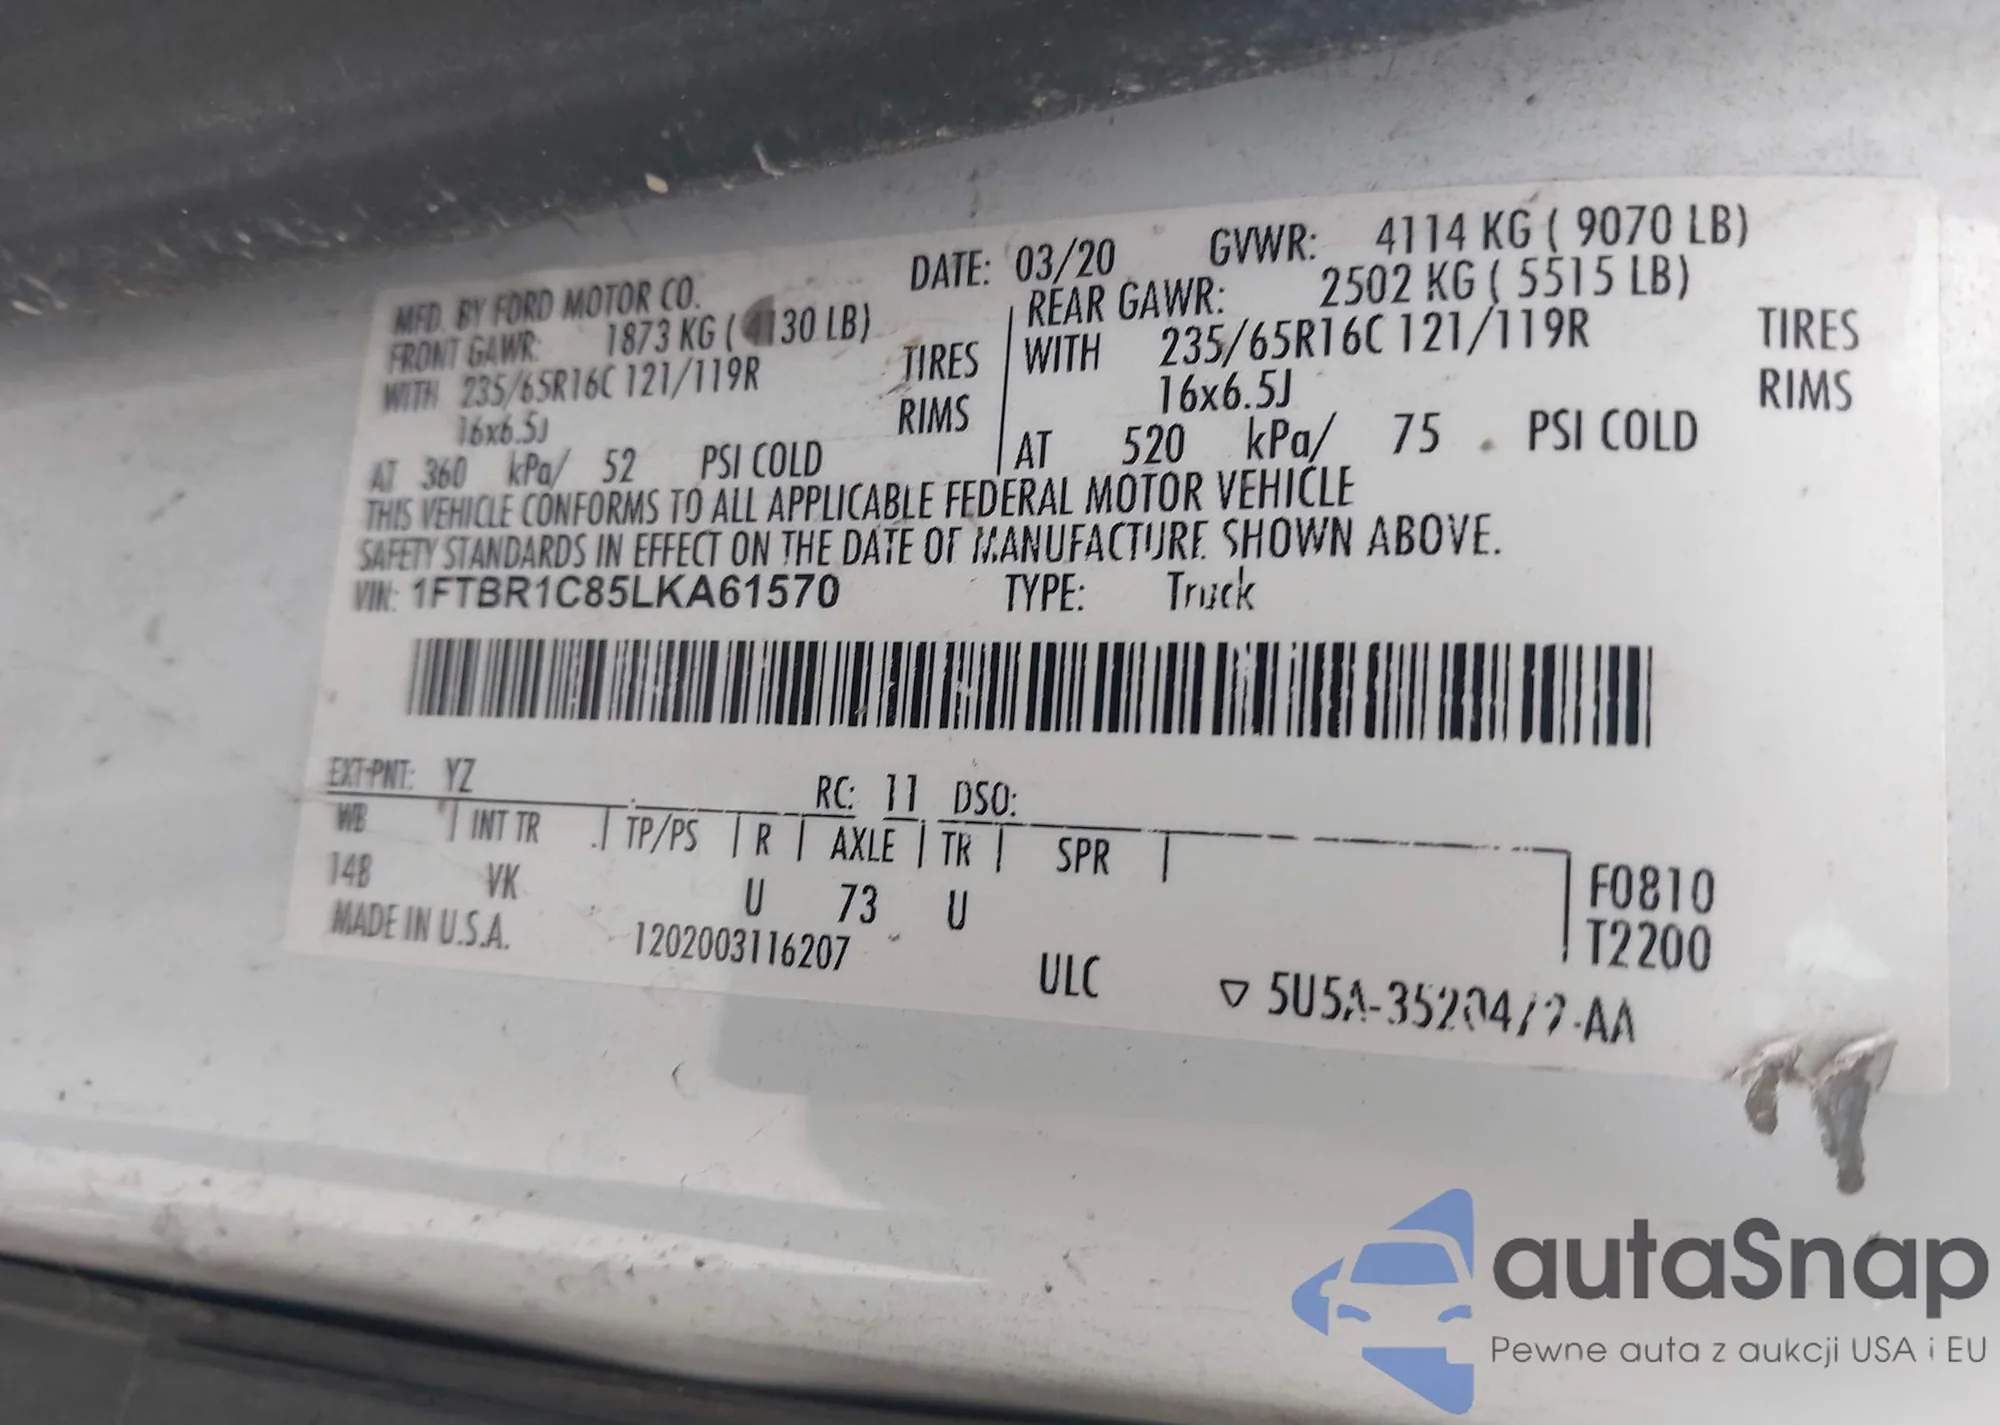 MFD. BY FORD MOTOR CO. DATE: 03/20 GVWR: 4114 KG ( 9070 LB)
FRONT GAWR: 1873 KG ( 4130 LB) REAR GAWR: 2502 KG ( 5515 LB)
WITH 235/65R16C 121/119R TIRES WITH 235/65R16C 121/119R TIRES
16x6.5J RIMS 16x6.5J RIMS
AT 360 kPa/ 52 PSI COLD AT 520 kPa/ 75 PSI COLD
THIS VEHICLE CONFORMS TO ALL APPLICABLE FEDERAL MOTOR VEHICLE
SAFETY STANDARDS IN EFFECT ON THE DATE OF MANUFACTURE SHOWN ABOVE.
VIN: 1FTBR1C85LKA61570 TYPE: Truck
EXT PNT: YZ RC: 11 DSO:
WB INT TR TP/PS R AXLE TR SPR
148 VK U 73 U F0810
T2200
MADE IN U.S.A. 1202003116207 ULC
autaSnap
Pewne auta z aukcji USA i EU